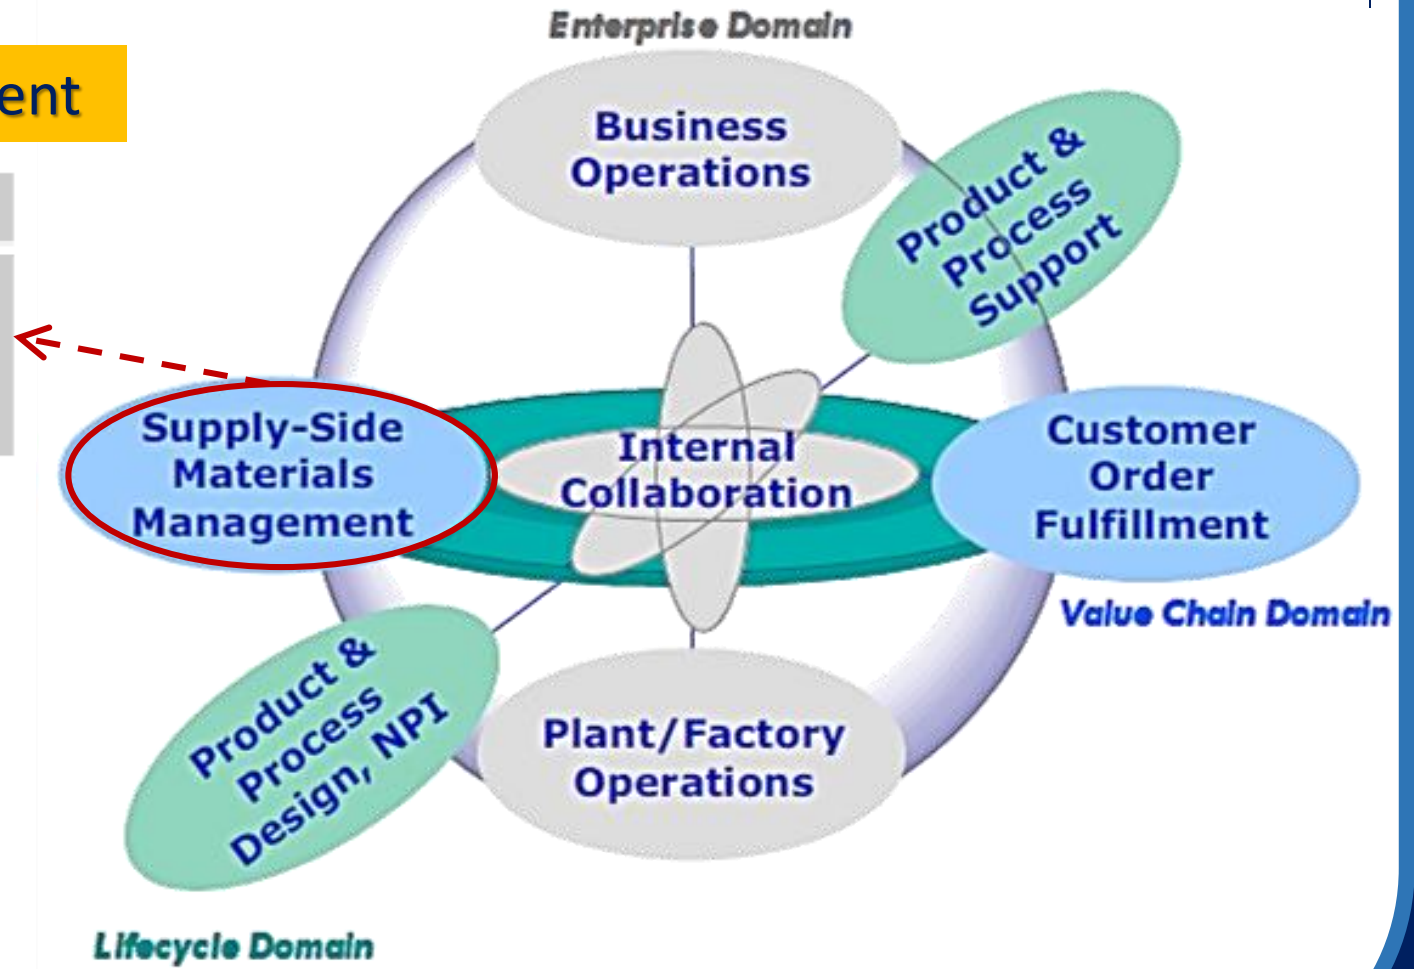 Enterprise Domain
ent
Business
Operations
Product &
Process
Support
Supply-Side
Materials
Management
Internal
Collaboration
Customer
Order
Fulfillment
Value Chain Domain
Product &
Process
Design, NPI
Plant/Factory
Operations
Lifecycle Domain